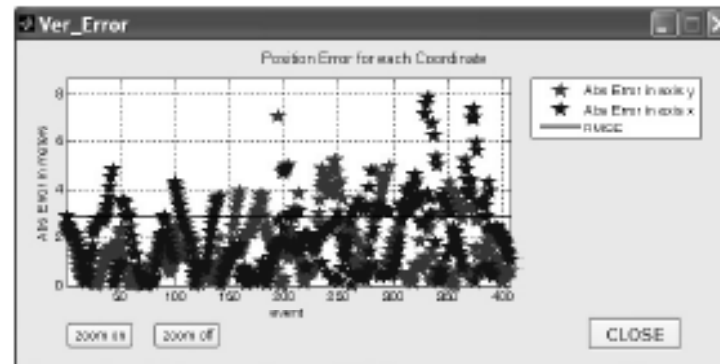 Ver_Error
Position Error for each Coordinate
Abs Error in axis y
Abs Error in axis x
RMSE
Abs Error in metres
8
6
4
2
0
50 100 150 200 250 300 350 400
event
zoom on zoom off
CLOSE